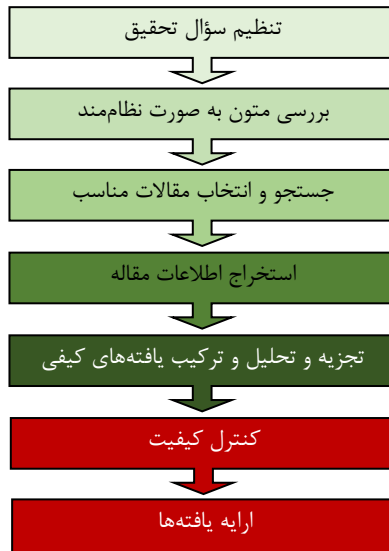 تنظیم سؤال تحقیق
بررسی متون به صورت نظام‌مند
جستجو و انتخاب مقالات مناسب
استخراج اطلاعات مقاله
تجزیه و تحلیل و ترکیب یافته‌های کیفی
کنترل کیفیت
ارایه یافته‌ها